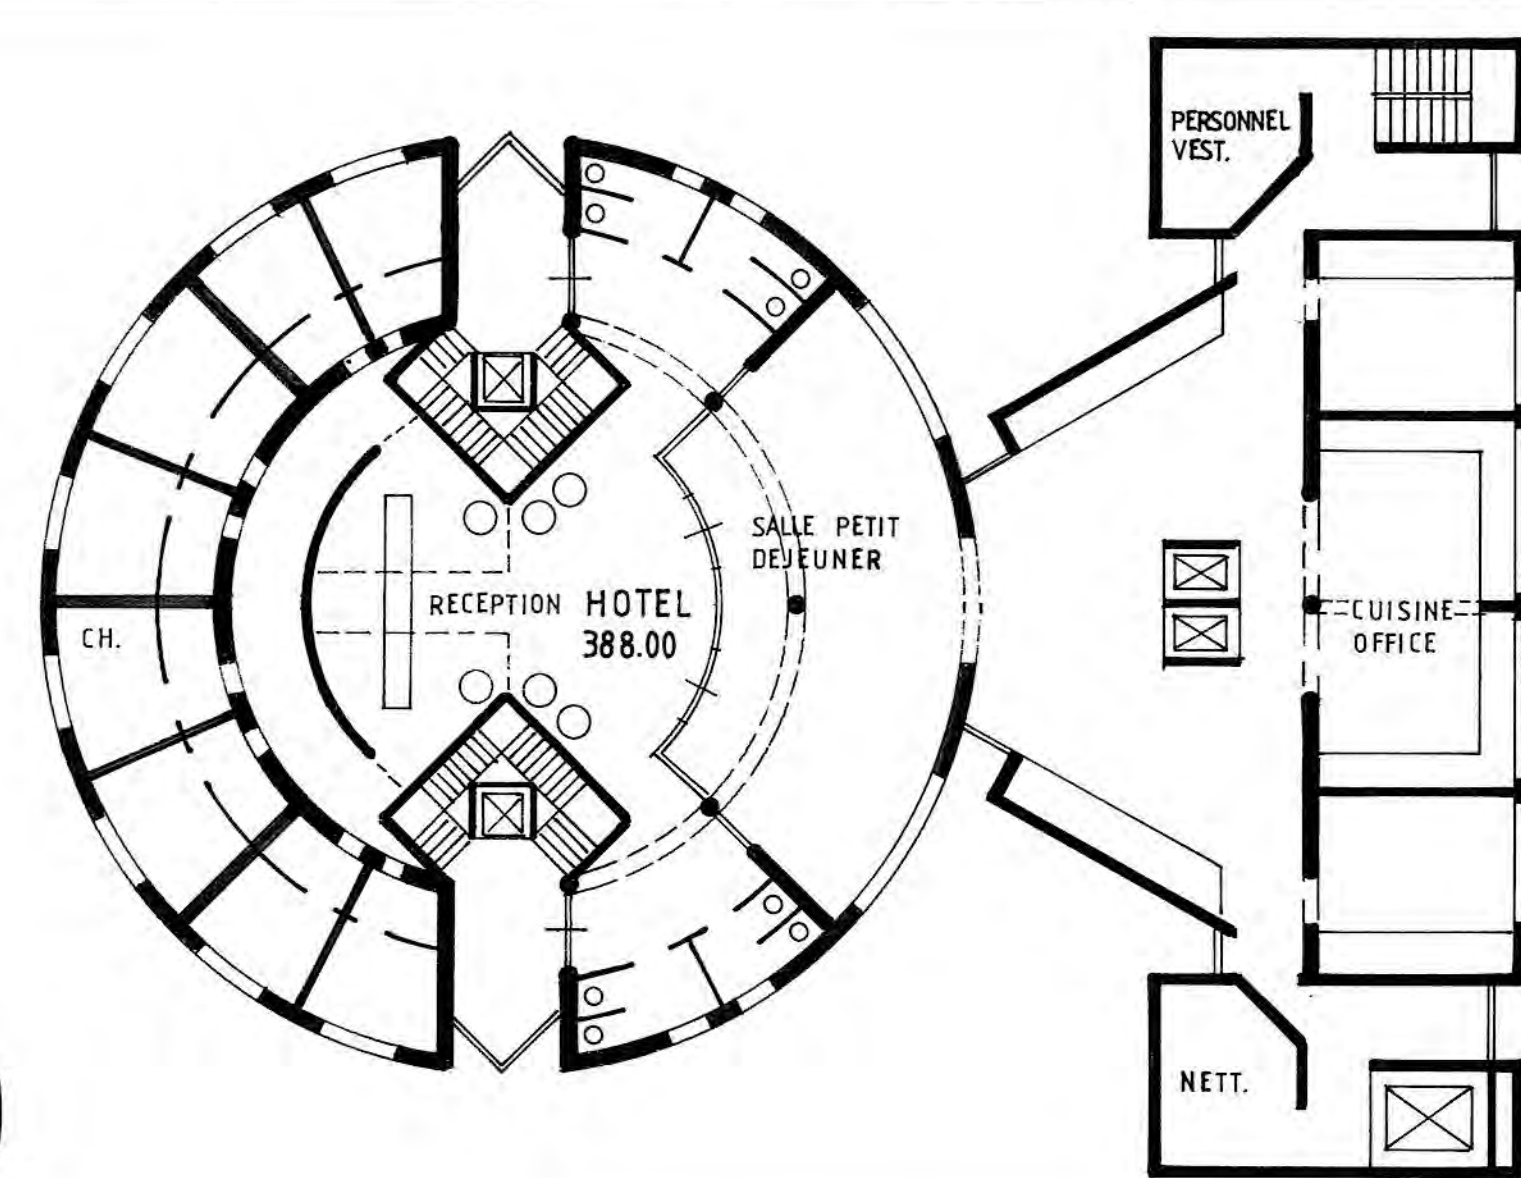 PERSONNEL
VEST.
SALLE PETIT
DEJEUNER
RECEPTION HOTEL
388.00
CH.
CUISINE
OFFICE
NETT.